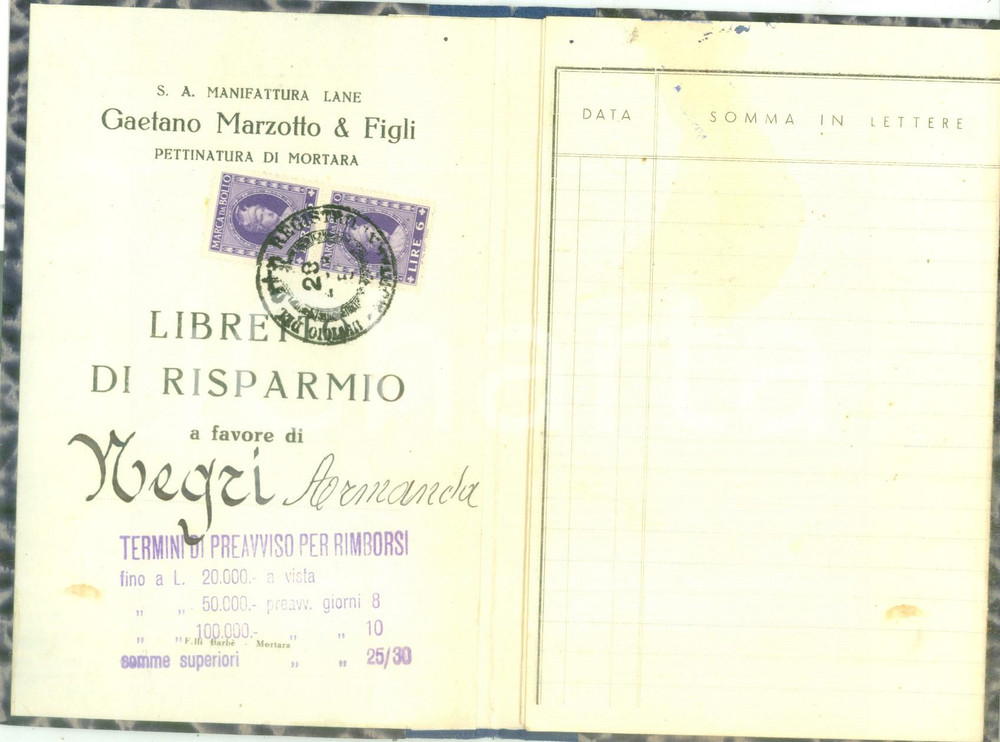 S. A. MANIFATTURA LANE
Gaetano Marzotto & Figli
PETTINATURA DI MORTARA
MARCA DA BOLLO
LIRE 6
REGISTRO
28
LIBRET
DI RISPARMIO
a favore di
Negri Armanda
TERMINI DI PREAVVISO PER RIMBORSI
fino a L. 20.000.- a vista
„ „ 50.000.- preavv. giorni 8
„ „ 100.000.- „ „ 10
F.lli Barbè - Mortara
somme superiori „ „ 25/30
DATA
SOMMA IN LETTERE